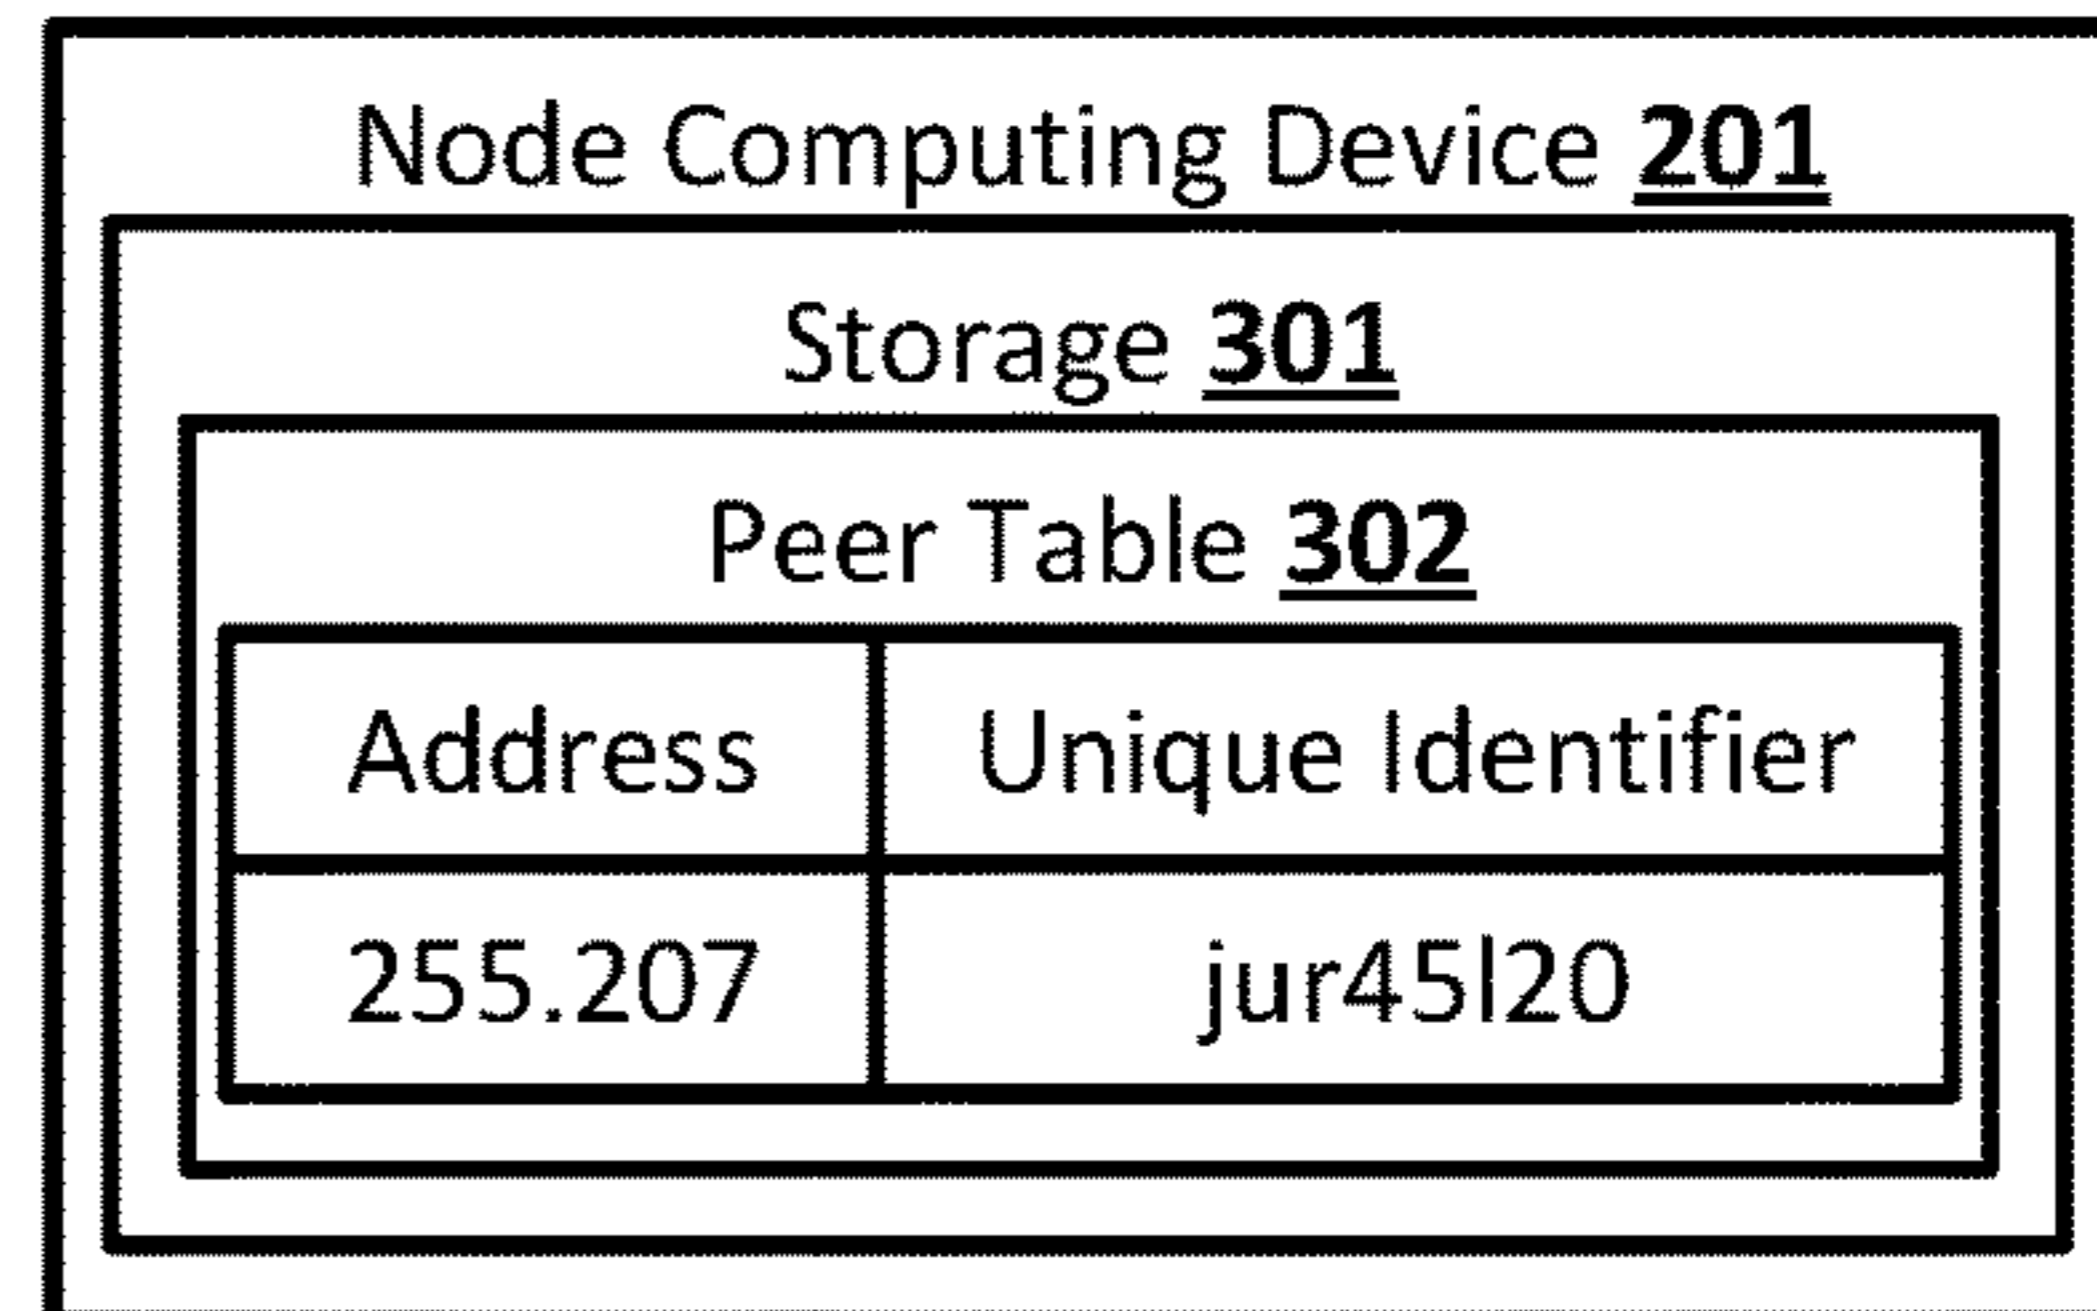 Node Computing Device 201
Storage 301
Peer Table 302
Address Unique Identifier
255.207 jur45l20